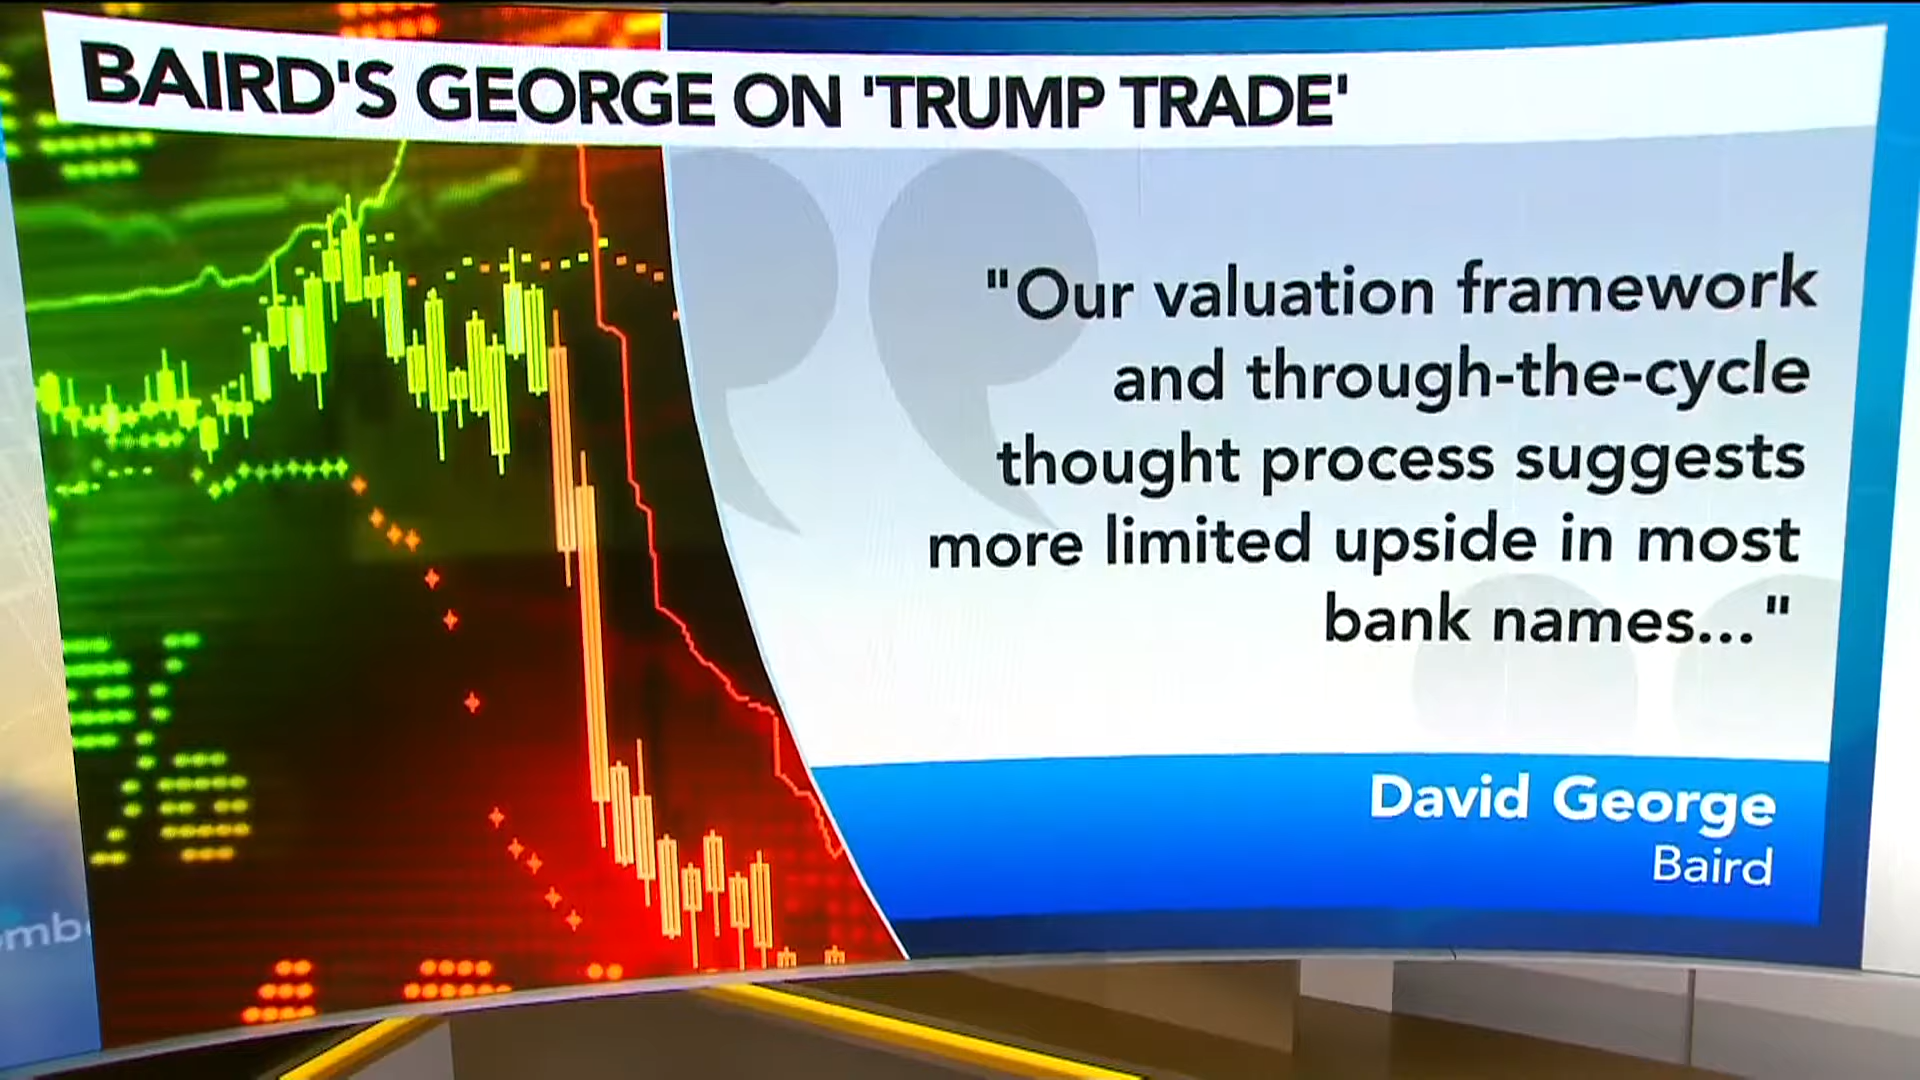 BAIRD'S GEORGE ON 'TRUMP TRADE'
"Our valuation framework
and through-the-cycle
thought process suggests
more limited upside in most
bank names..."
David George
Baird
omb